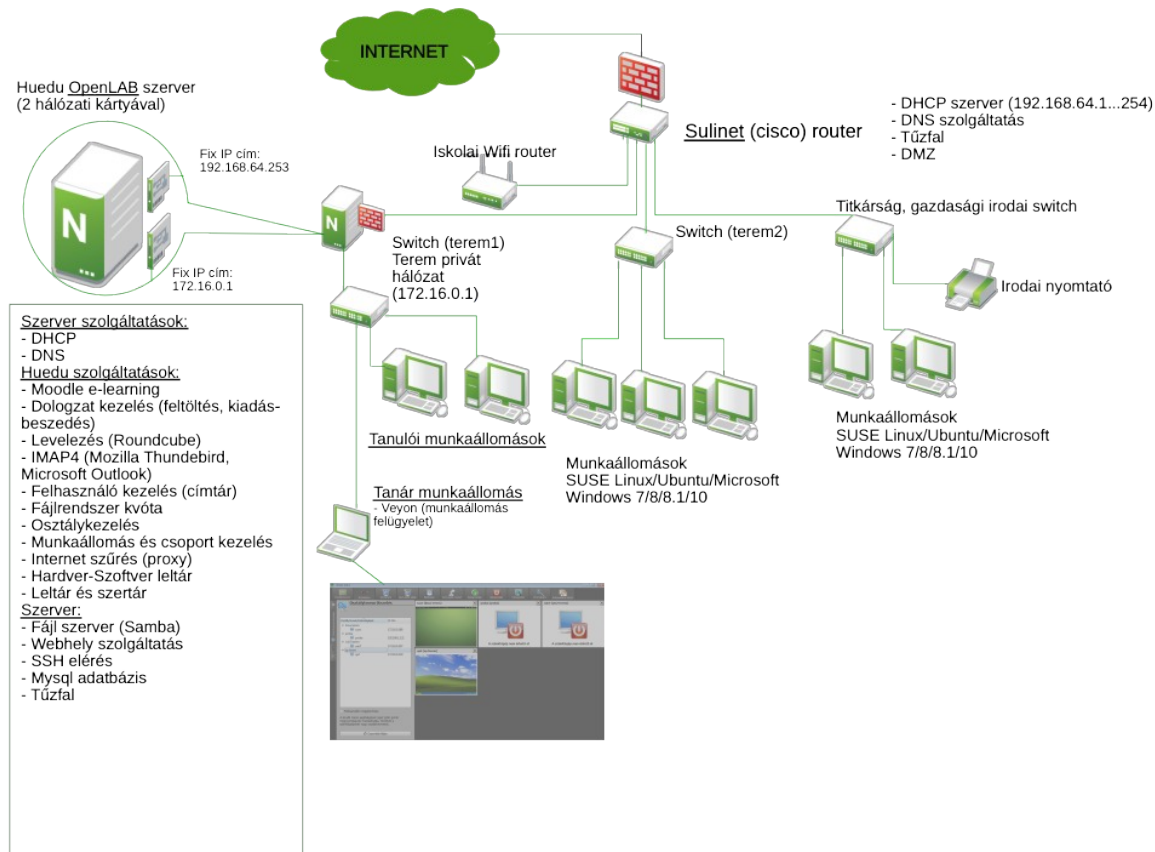 INTERNET
Huedu OpenLAB szerver
(2 hálózati kártyával)
Fix IP cím:
192.168.64.253
N
Fix IP cím:
172.16.0.1
Iskolai Wifi router
Sulinet (cisco) router
- DHCP szerver (192.168.64.1...254)
- DNS szolgáltatás
- Tűzfal
- DMZ
N
Switch (terem1)
Terem privát
hálózat
(172.16.0.1)
Switch (terem2)
Titkárság, gazdasági irodai switch
Irodai nyomtató
Szerver szolgáltatások:
- DHCP
- DNS
Huedu szolgáltatások:
- Moodle e-learning
- Dologzat kezelés (feltöltés, kiadás-
beszedés)
- Levelezés (Roundcube)
- IMAP4 (Mozilla Thundebird,
Microsoft Outlook)
- Felhasználó kezelés (címtár)
- Fájlrendszer kvóta
- Osztálykezelés
- Munkaállomás és csoport kezelés
- Internet szűrés (proxy)
- Hardver-Szoftver leltár
- Leltár és szertár
Szerver:
- Fájl szerver (Samba)
- Webhely szolgáltatás
- SSH elérés
- Mysql adatbázis
- Tűzfal
Tanulói munkaállomások
Tanár munkaállomás
- Veyon (munkaállomás
felügyelet)
Munkaállomások
SUSE Linux/Ubuntu/Microsoft
Windows 7/8/8.1/10
Munkaállomások
SUSE Linux/Ubuntu/Microsoft
Windows 7/8/8.1/10